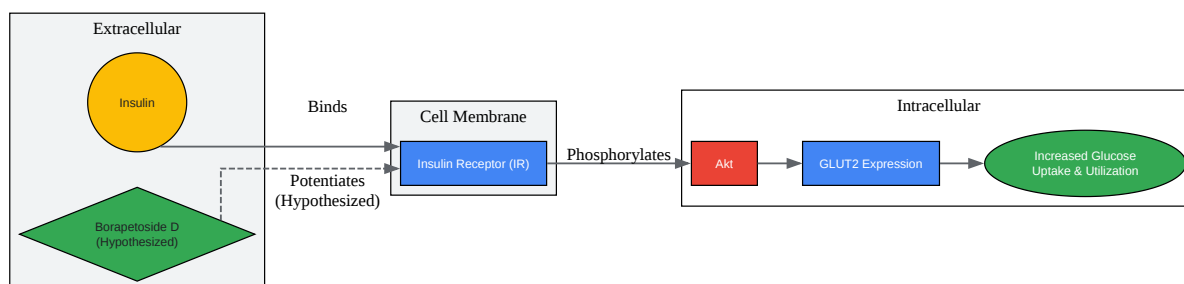 Extracellular
Insulin
Binds
Cell Membrane
Insulin Receptor (IR)
Potentiates
(Hypothesized)
Borapetoside D
(Hypothesized)
Phosphorylates
Intracellular
Akt
GLUT2 Expression
Increased Glucose
Uptake & Utilization